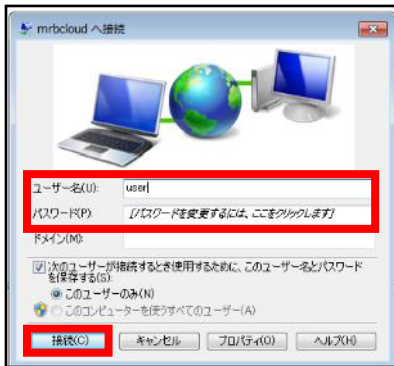 mrbcloud へ接続
ユーザー名(U): user
パスワード(P): [パスワードを変更するには、ここをクリックします]
ドメイン(M):
次のユーザーが接続するとき使用するために、このユーザー名とパスワード
を保存する(S):
このユーザーのみ(N)
このコンピューターを使うすべてのユーザー(A)
接続(C) キャンセル プロパティ(O) ヘルプ(H)